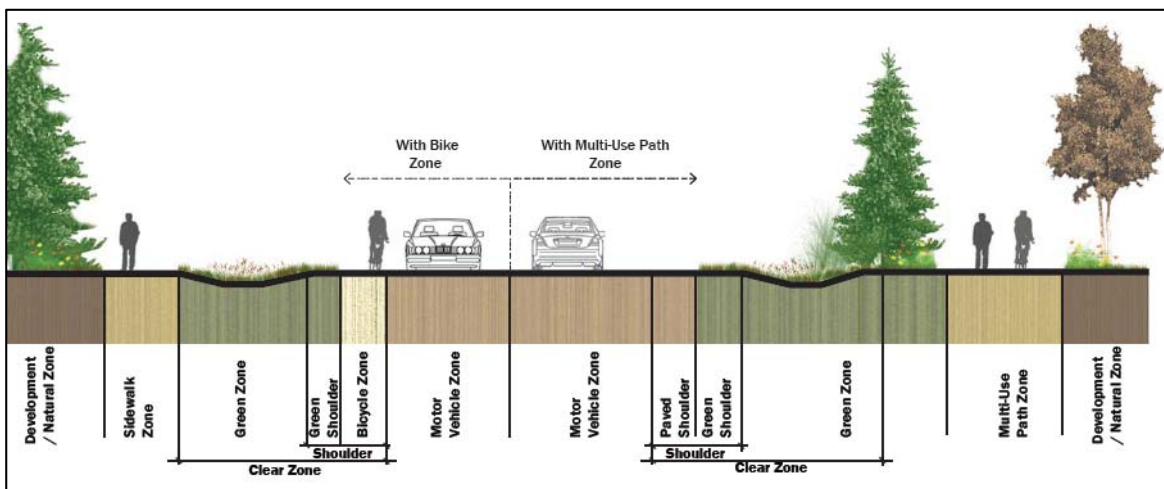 With Bike
Zone
With Multi-Use Path
Zone
Development
/ Natural Zone
Sidewalk
Zone
Green Zone
Green
Shoulder
Bicycle Zone
Motor
Vehicle Zone
Motor
Vehicle Zone
Paved
Shoulder
Green
Shoulder
Green Zone
Multi-Use
Path Zone
Development
/ Natural Zone
Shoulder
Shoulder
Clear Zone
Clear Zone